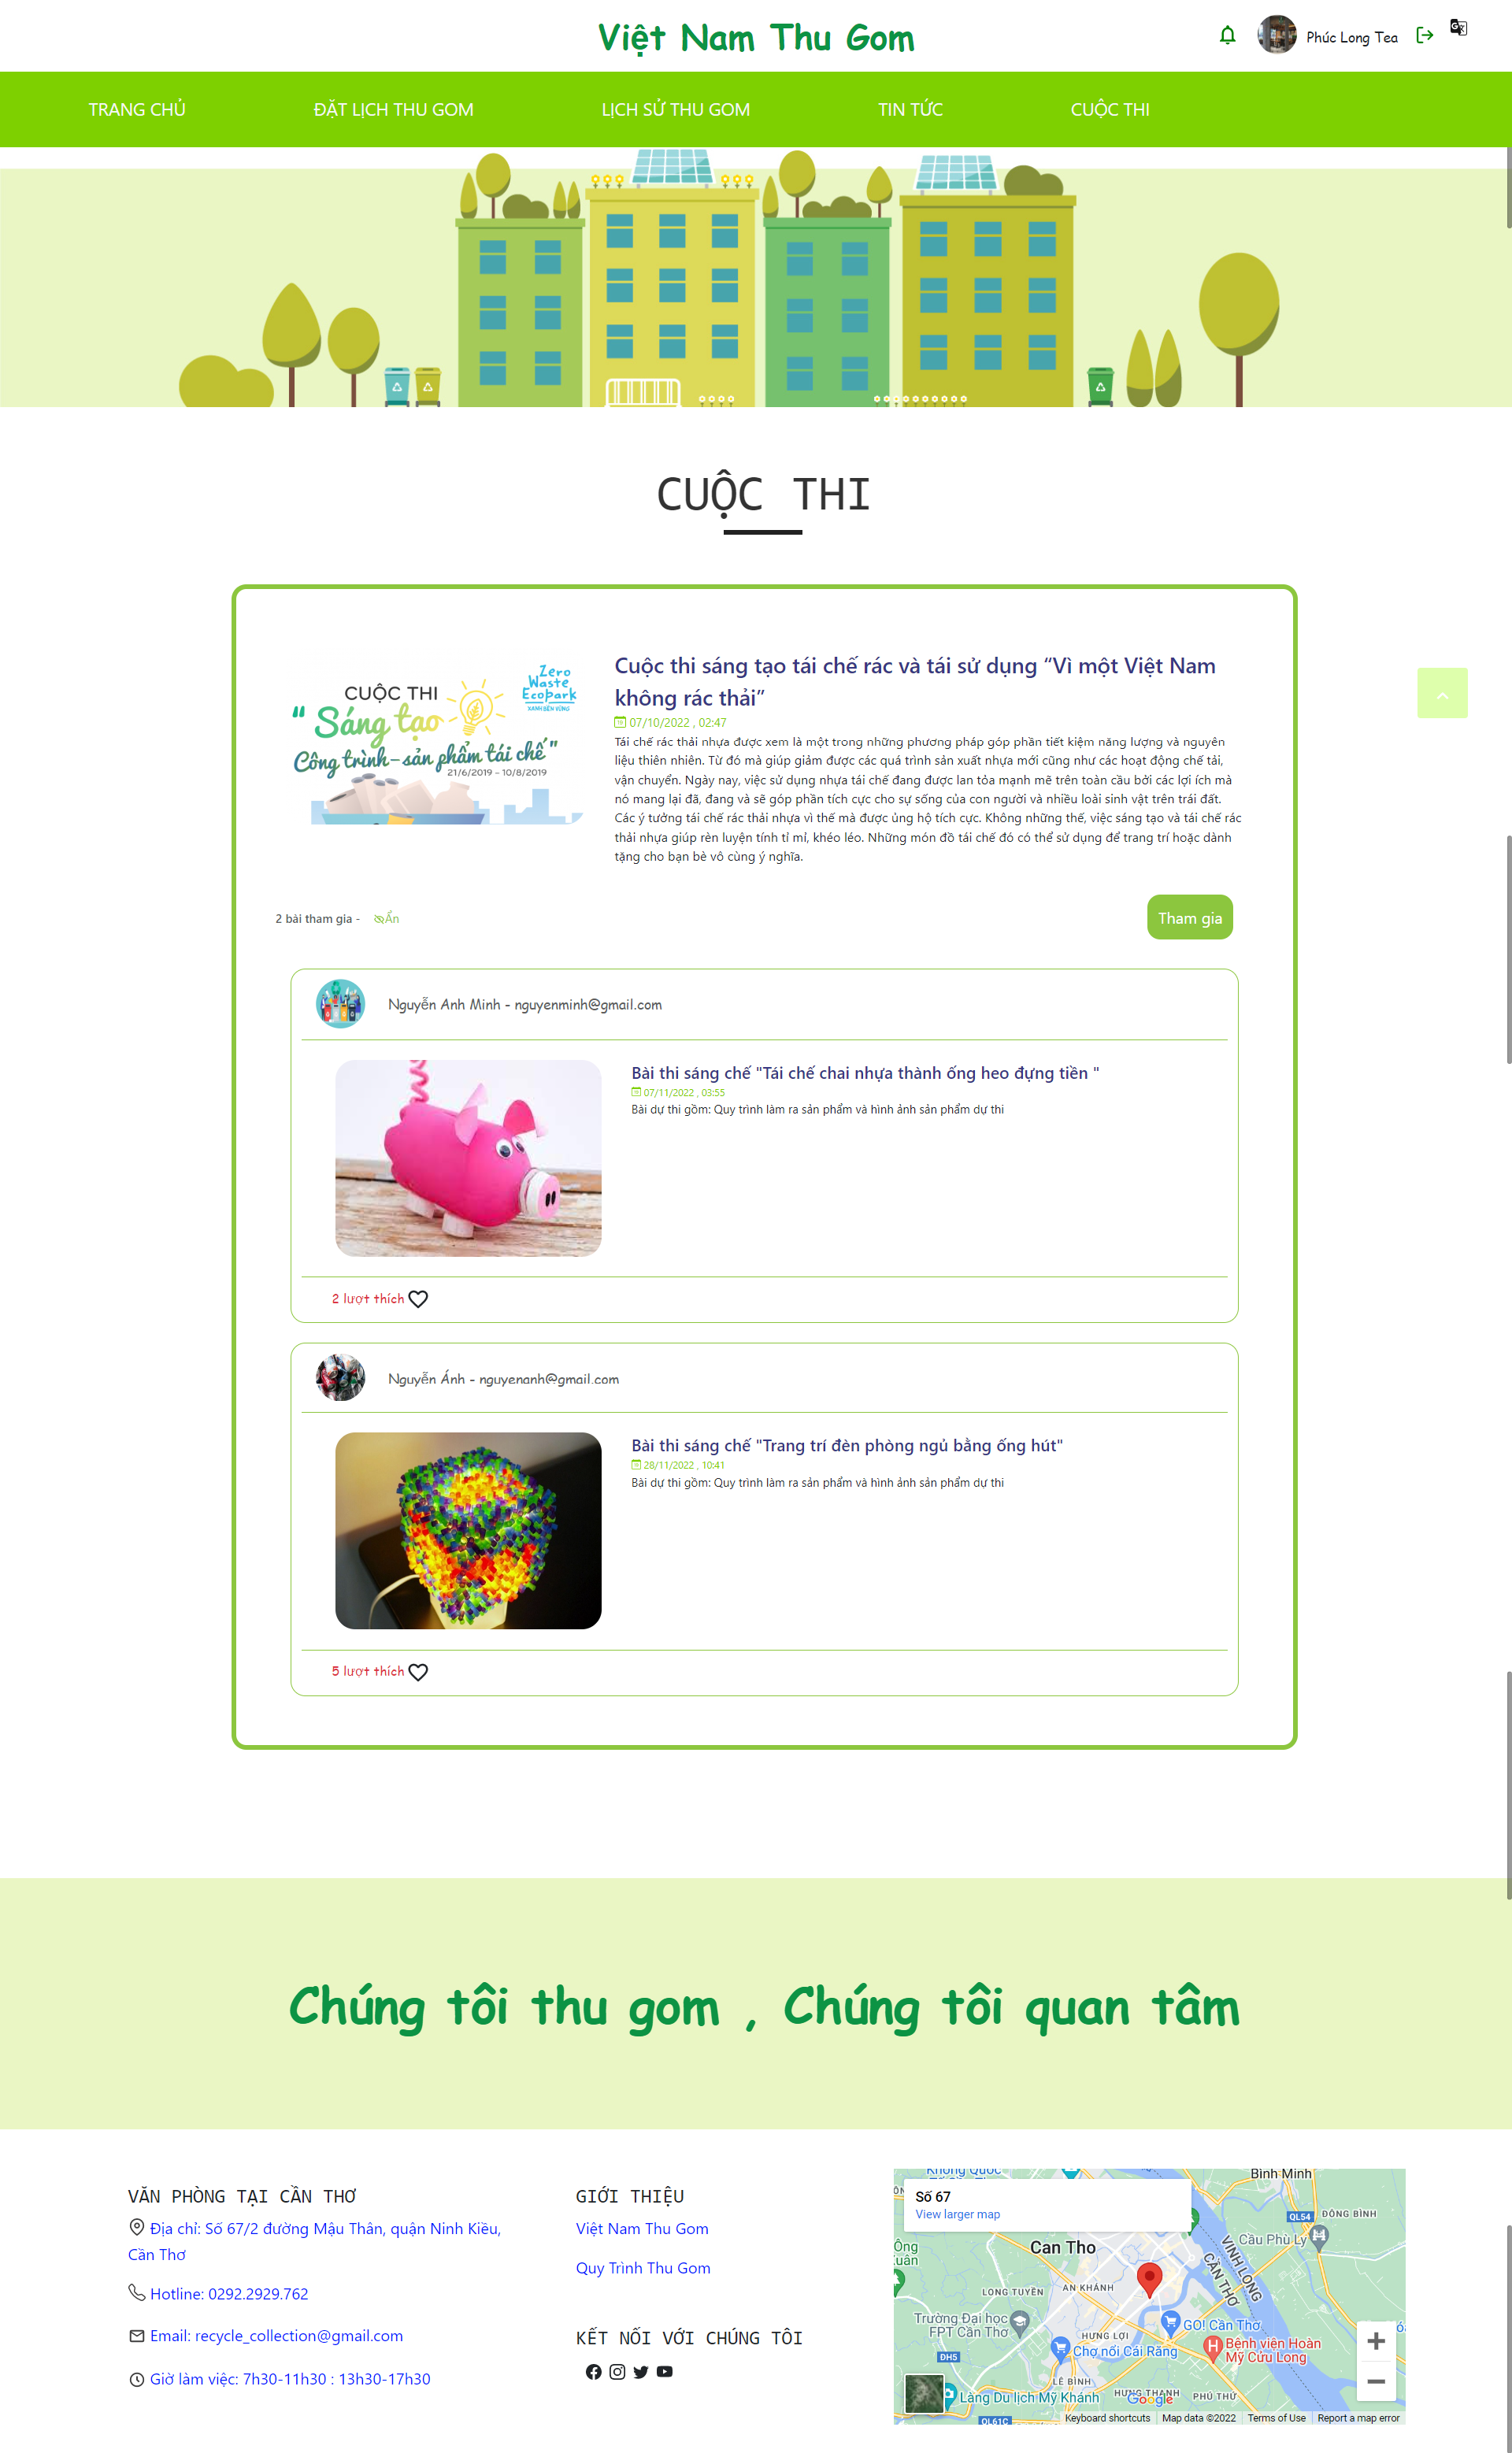 Việt Nam Thu Gom
Phúc Long Tea
TRANG CHỦ
ĐẶT LỊCH THU GOM
LỊCH SỬ THU GOM
TIN TỨC
CUỘC THI
CUỘC THI
CUỘC THI
“ Sáng tạo
Công trình - sản phẩm tái chế ”
21/6/2019 - 10/8/2019
Zero
Waste
Ecopark
XANH BỀN VỮNG
Cuộc thi sáng tạo tái chế rác và tái sử dụng “Vì một Việt Nam
không rác thải”
07/10/2022 , 02:47
Tái chế rác thải nhựa được xem là một trong những phương pháp góp phần tiết kiệm năng lượng và nguyên
liệu thiên nhiên. Từ đó mà giúp giảm được các quá trình sản xuất nhựa mới cũng như các hoạt động chế tải,
vận chuyển. Ngày nay, việc sử dụng nhựa tái chế đang được lan tỏa mạnh mẽ trên toàn cầu bởi các lợi ích mà
nó mang lại đã, đang và sẽ góp phần tích cực cho sự sống của con người và nhiều loài sinh vật trên trái đất.
Các ý tưởng tái chế rác thải nhựa vì thế mà được ủng hộ tích cực. Không những thế, việc sáng tạo và tái chế rác
thải nhựa giúp rèn luyện tính tỉ mỉ, khéo léo. Những món đồ tái chế đó có thể sử dụng để trang trí hoặc dành
tặng cho bạn bè vô cùng ý nghĩa.
2 bài tham gia -
Ẩn
Tham gia
Nguyễn Anh Minh - nguyenminh@gmail.com
Bài thi sáng chế "Tái chế chai nhựa thành ống heo đựng tiền "
07/11/2022 , 03:55
Bài dự thi gồm: Quy trình làm ra sản phẩm và hình ảnh sản phẩm dự thi
2 lượt thích
Nguyễn Ánh - nguyenanh@gmail.com
Bài thi sáng chế "Trang trí đèn phòng ngủ bằng ống hút"
28/11/2022 , 10:41
Bài dự thi gồm: Quy trình làm ra sản phẩm và hình ảnh sản phẩm dự thi
5 lượt thích
Chúng tôi thu gom , Chúng tôi quan tâm
VĂN PHÒNG TẠI CẦN THƠ
Địa chỉ: Số 67/2 đường Mậu Thân, quận Ninh Kiều,
Cần Thơ
Hotline: 0292.2929.762
Email: recycle_collection@gmail.com
Giờ làm việc: 7h30-11h30 : 13h30-17h30
GIỚI THIỆU
Việt Nam Thu Gom
Quy Trình Thu Gom
KẾT NỐI VỚI CHÚNG TÔI
Số 67
View larger map
Bình Minh
QL54
ĐÔNG BÌNH
Cầu Phù Ly
Can Tho
VĨNH LONG
CẦN THƠ
LONG TUYỀN
AN KHÁNH
Trường Đại học
FPT Cần Thơ
HƯNG LỢI
GO! Cần Thơ
Chợ nổi Cái Răng
Bệnh viện Hoàn
Mỹ Cửu Long
DH5
LÊ BÌNH
Làng Du lịch Mỹ Khánh
HƯNG THẠNH
PHÚ THỨ
Google
QL61C
Keyboard shortcuts
Map data ©2022
Terms of Use
Report a map error